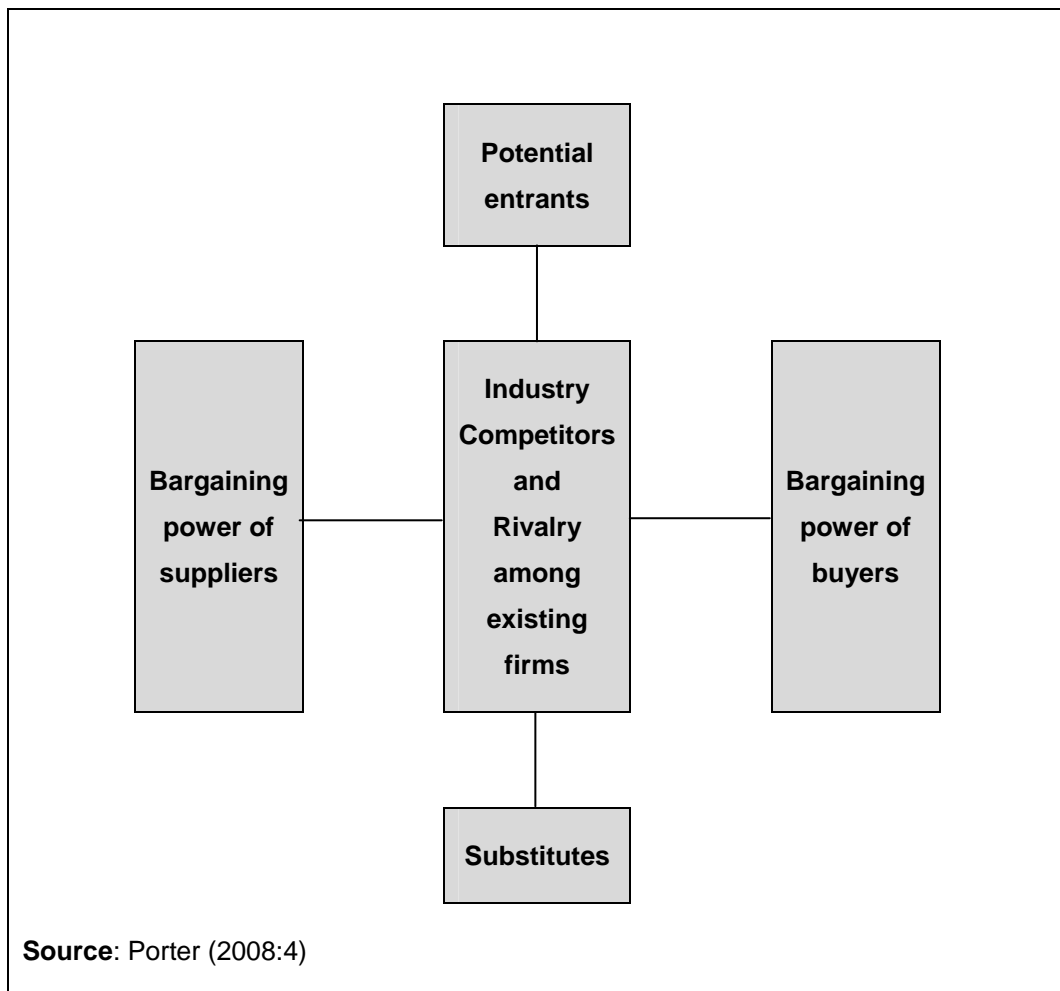 Potential
entrants
Bargaining
power of
suppliers
Industry
Competitors
and
Rivalry
among
existing
firms
Bargaining
power of
buyers
Substitutes
Source: Porter (2008:4)